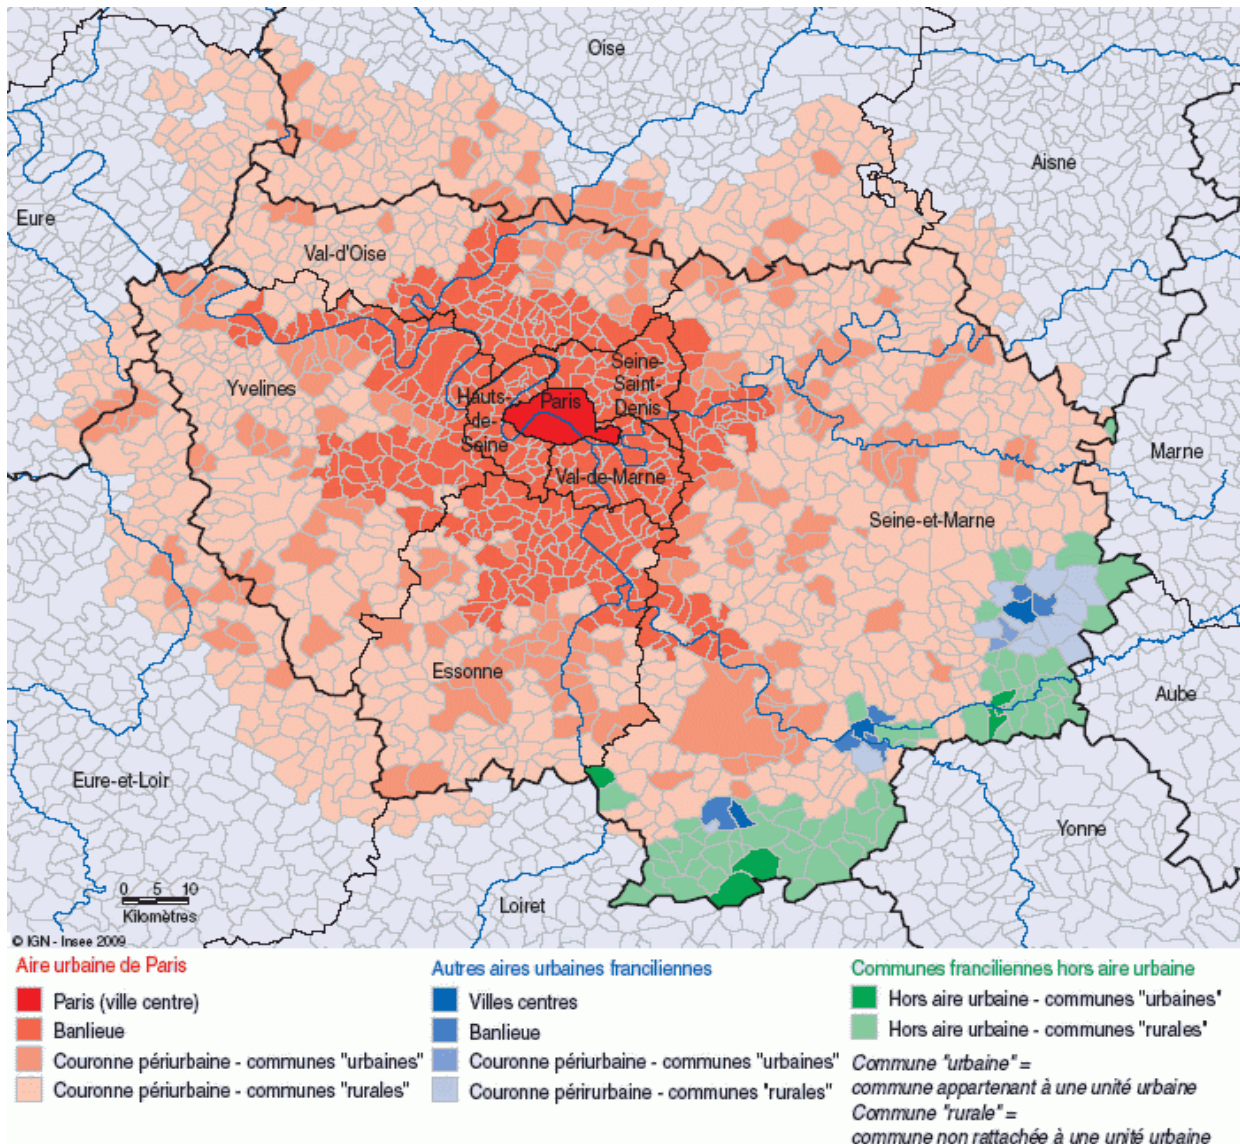 Oise
Aisne
Eure
Val-d'Oise
Seine-
Saint-
Denis
Yvelines
Hauts-
de-
Seine
Paris
Marne
Val-de-Marne
Seine-et-Marne
Essonne
Aube
Eure-et-Loir
Yonne
Loiret
0 5 10
Kilomètres
© IGN - Insee 2009
Aire urbaine de Paris
Paris (ville centre)
Banlieue
Couronne périurbaine - communes "urbaines"
Couronne périurbaine - communes "rurales"
Autres aires urbaines franciliennes
Villes centres
Banlieue
Couronne périurbaine - communes "urbaines"
Couronne périrurbaine - communes "rurales"
Communes franciliennes hors aire urbaine
Hors aire urbaine - communes "urbaines"
Hors aire urbaine - communes "rurales"
Commune "urbaine" =
commune appartenant à une unité urbaine
Commune "rurale" =
commune non rattachée à une unité urbaine